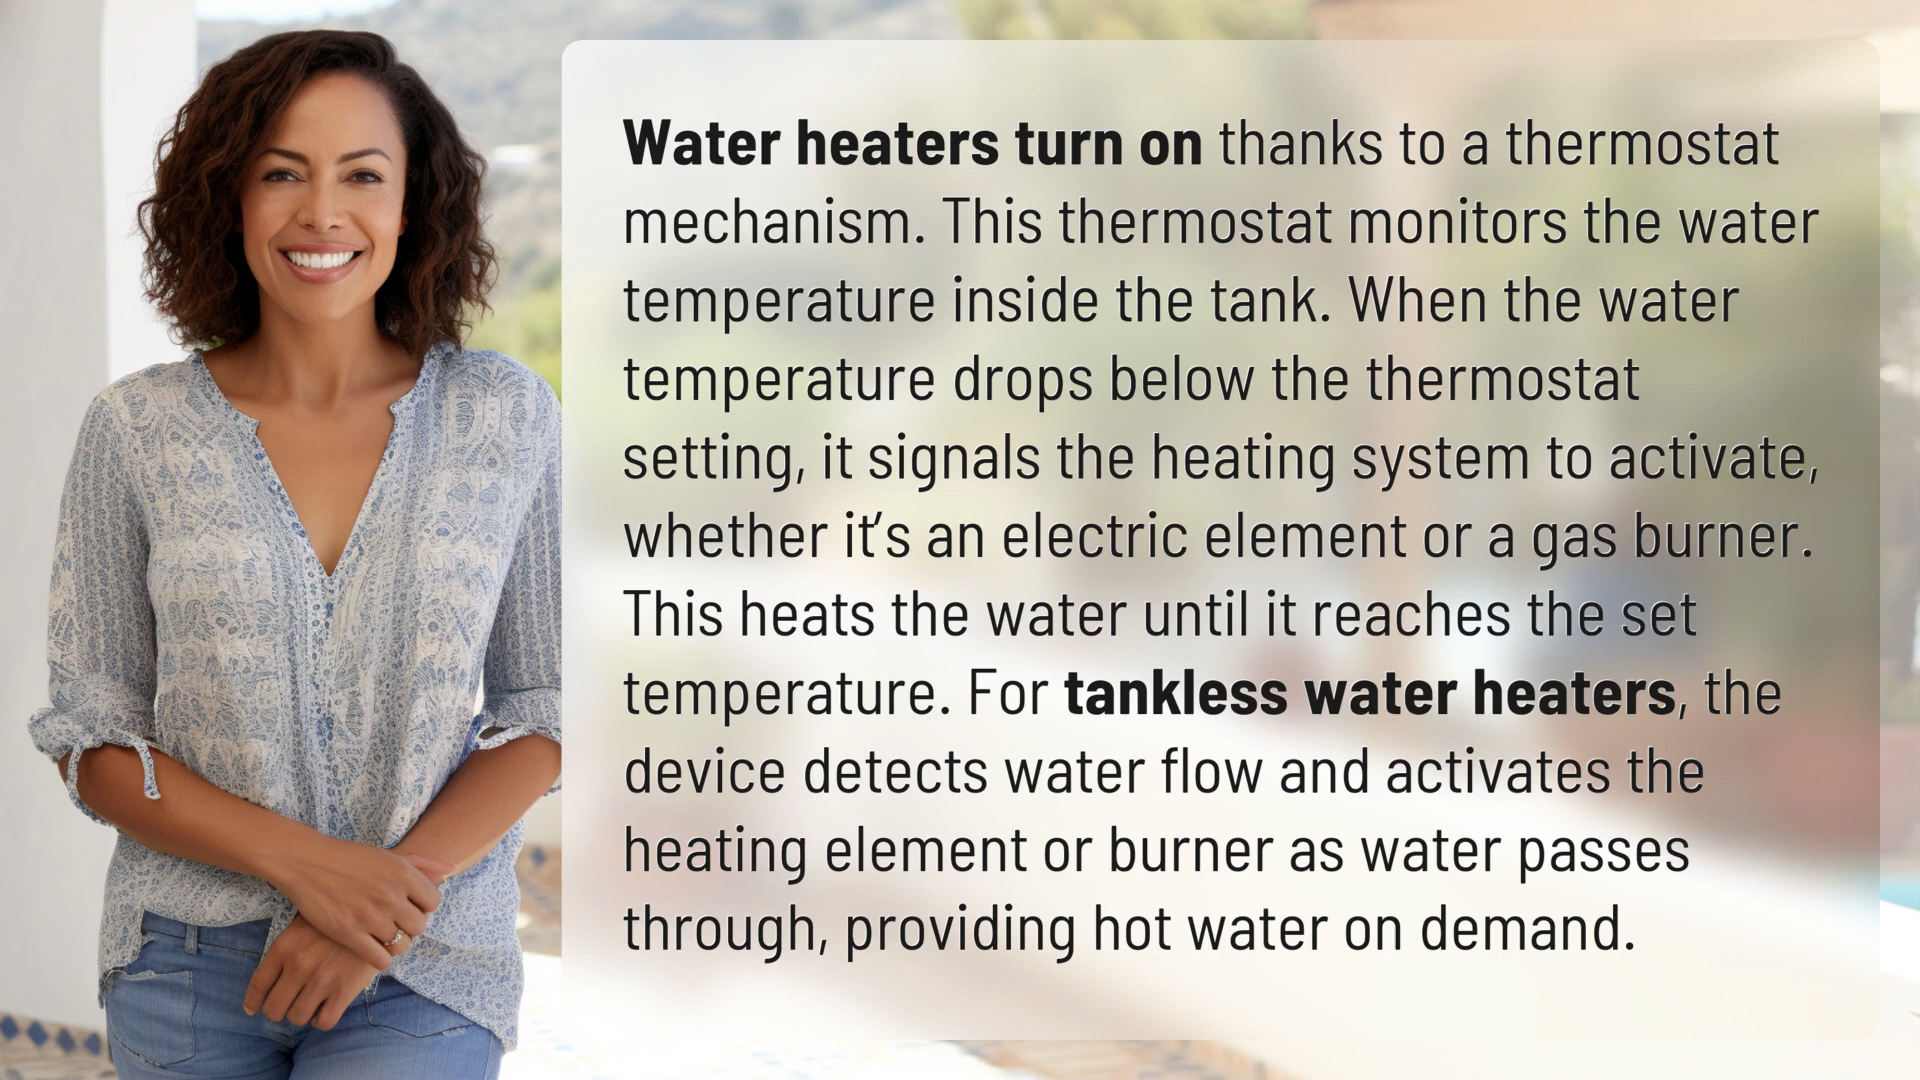 Water heaters turn on thanks to a thermostat
mechanism. This thermostat monitors the water
temperature inside the tank. When the water
temperature drops below the thermostat
setting, it signals the heating system to activate,
whether it’s an electric element or a gas burner.
This heats the water until it reaches the set
temperature. For tankless water heaters, the
device detects water flow and activates the
heating element or burner as water passes
through, providing hot water on demand.